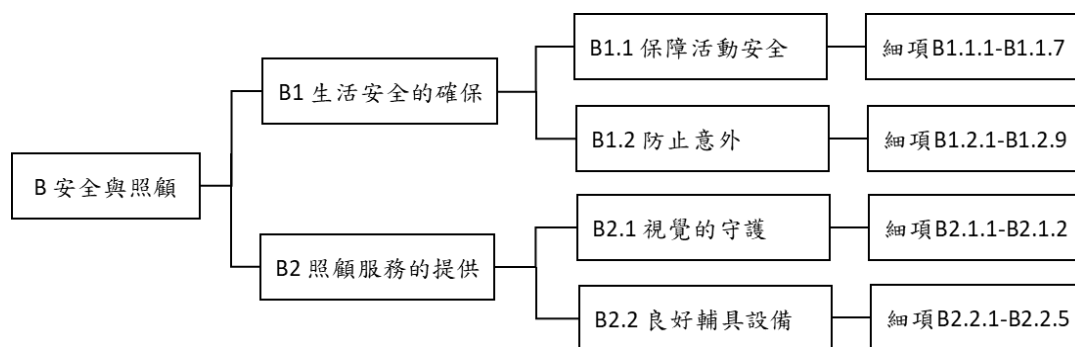 B 安全與照顧
B1 生活安全的確保
B1.1 保障活動安全
細項B1.1.1-B1.1.7
B1.2 防止意外
細項B1.2.1-B1.2.9
B2 照顧服務的提供
B2.1 視覺的守護
細項B2.1.1-B2.1.2
B2.2 良好輔具設備
細項B2.2.1-B2.2.5